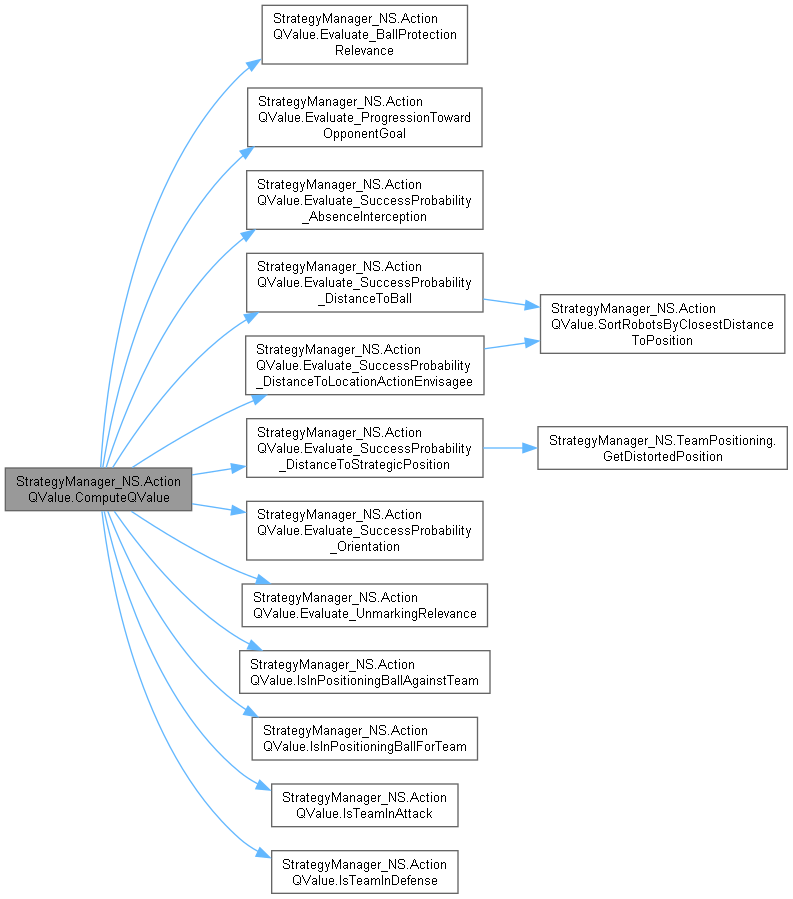 StrategyManager_NS.Action
QValue.Evaluate_BallProtection
Relevance
StrategyManager_NS.Action
QValue.Evaluate_ProgressionToward
OpponentGoal
StrategyManager_NS.Action
QValue.Evaluate_SuccessProbability
_AbsenceInterception
StrategyManager_NS.Action
QValue.Evaluate_SuccessProbability
_DistanceToBall
StrategyManager_NS.Action
QValue.SortRobotsByClosestDistance
ToPosition
StrategyManager_NS.Action
QValue.Evaluate_SuccessProbability
_DistanceToLocationActionEnvisagee
StrategyManager_NS.Action
QValue.Evaluate_SuccessProbability
_DistanceToStrategicPosition
StrategyManager_NS.TeamPositioning.
GetDistortedPosition
StrategyManager_NS.Action
QValue.ComputeQValue
StrategyManager_NS.Action
QValue.Evaluate_SuccessProbability
_Orientation
StrategyManager_NS.Action
QValue.Evaluate_UnmarkingRelevance
StrategyManager_NS.Action
QValue.IsInPositioningBallAgainstTeam
StrategyManager_NS.Action
QValue.IsInPositioningBallForTeam
StrategyManager_NS.Action
QValue.IsTeamInAttack
StrategyManager_NS.Action
QValue.IsTeamInDefense